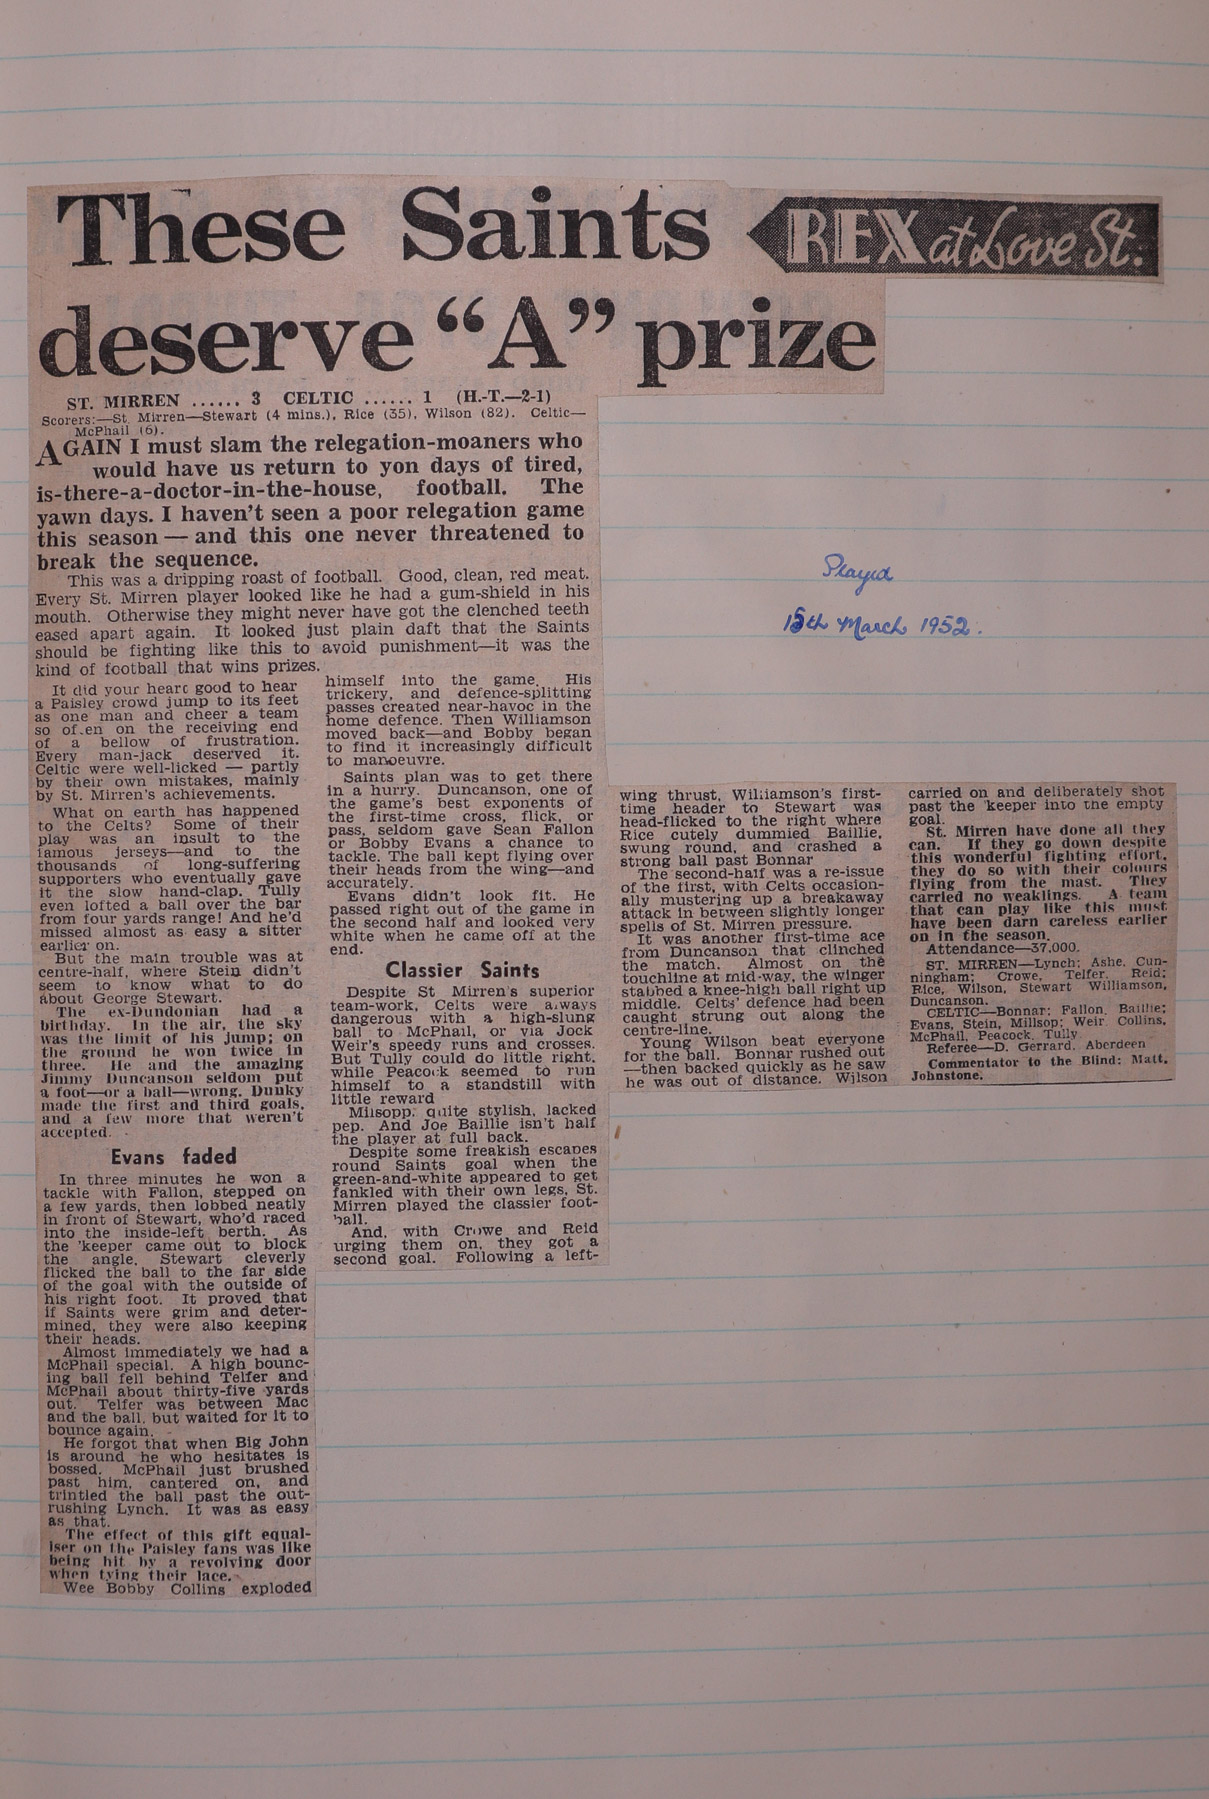 These Saints
REX at Love St.
deserve "A" prize
ST. MIRREN ...... 3 CELTIC ...... 1 (H.-T.—2-1)
Scorers:—St. Mirren—Stewart (4 mins.), Rice (35), Wilson (82). Celtic—
McPhail (6).
AGAIN I must slam the relegation-moaners who
would have us return to yon days of tired,
is-there-a-doctor-in-the-house, football. The
yawn days. I haven't seen a poor relegation game
this season — and this one never threatened to
break the sequence.
This was a dripping roast of football. Good, clean, red meat.
Every St. Mirren player looked like he had a gum-shield in his
mouth. Otherwise they might never have got the clenched teeth
eased apart again. It looked just plain daft that the Saints
should be fighting like this to avoid punishment—it was the
kind of football that wins prizes.
It did your heart good to hear
a Paisley crowd jump to its feet
as one man and cheer a team
so of.en on the receiving end
of a bellow of frustration.
Every man-jack deserved it.
Celtic were well-licked — partly
by their own mistakes, mainly
by St. Mirren's achievements.
What on earth has happened
to the Celts? Some of their
play was an insult to the
famous jerseys—and to the
thousands of long-suffering
supporters who eventually gave
it the slow hand-clap. Tully
even lofted a ball over the bar
from four yards range! And he'd
missed almost as easy a sitter
earlier on.
But the main trouble was at
centre-half, where Stein didn't
seem to know what to do
about George Stewart.
The ex-Dundonian had a
birthday. In the air, the sky
was the limit of his jump; on
the ground he won twice in
three. He and the amazing
Jimmy Duncanson seldom put
a foot—or a ball—wrong. Dunky
made the first and third goals,
and a few more that weren't
accepted.
Evans faded
In three minutes he won a
tackle with Fallon, stepped on
a few yards, then lobbed neatly
in front of Stewart, who'd raced
into the inside-left berth. As
the 'keeper came out to block
the angle, Stewart cleverly
flicked the ball to the far side
of the goal with the outside of
his right foot. It proved that
if Saints were grim and deter-
mined, they were also keeping
their heads.
Almost immediately we had a
McPhail special. A high bounc-
ing ball fell behind Telfer and
McPhail about thirty-five yards
out. Telfer was between Mac
and the ball, but waited for it to
bounce again.
He forgot that when Big John
is around he who hesitates is
bossed. McPhail just brushed
past him, cantered on, and
trintled the ball past the out-
rushing Lynch. It was as easy
as that.
The effect of this gift equal-
iser on the Paisley fans was like
being hit by a revolving door
when tying their lace.
Wee Bobby Collins exploded
himself into the game. His
trickery, and defence-splitting
passes created near-havoc in the
home defence. Then Williamson
moved back—and Bobby began
to find it increasingly difficult
to manoeuvre.
Saints plan was to get there
in a hurry. Duncanson, one of
the game's best exponents of
the first-time cross, flick, or
pass, seldom gave Sean Fallon
or Bobby Evans a chance to
tackle. The ball kept flying over
their heads from the wing—and
accurately.
Evans didn't look fit. He
passed right out of the game in
the second half and looked very
white when he came off at the
end.
Classier Saints
Despite St Mirren's superior
team-work, Celts were always
dangerous with a high-slung
ball to McPhail, or via Jock
Weir's speedy runs and crosses.
But Tully could do little right,
while Peacock seemed to run
himself to a standstill with
little reward
Milsopp, quite stylish, lacked
pep. And Joe Baillie isn't half
the player at full back.
Despite some freakish escapes
round Saints goal when the
green-and-white appeared to get
fankled with their own legs, St.
Mirren played the classier foot-
ball.
And, with Crowe and Reid
urging them on, they got a
second goal. Following a left-
wing thrust, Williamson's first-
time header to Stewart was
head-flicked to the right where
Rice cutely dummied Baillie,
swung round, and crashed a
strong ball past Bonnar
The second-half was a re-issue
of the first, with Celts occasion-
ally mustering up a breakaway
attack in between slightly longer
spells of St. Mirren pressure.
It was another first-time ace
from Duncanson that clinched
the match. Almost on the
touchline at mid-way, the winger
stabbed a knee-high ball right up
middle. Celts' defence had been
caught strung out along the
centre-line.
Young Wilson beat everyone
for the ball. Bonnar rushed out
—then backed quickly as he saw
he was out of distance. Wilson
carried on and deliberately shot
past the 'keeper into the empty
goal.
St. Mirren have done all they
can. If they go down despite
this wonderful fighting effort,
they do so with their colours
flying from the mast. They
carried no weaklings. A team
that can play like this must
have been darn careless earlier
on in the season.
Attendance—37,000.
ST. MIRREN—Lynch; Ashe, Cun-
ningham; Crowe, Telfer, Reid;
Rice, Wilson, Stewart Williamson,
Duncanson.
CELTIC—Bonnar; Fallon, Baillie;
Evans, Stein, Millsop; Weir, Collins,
McPhail, Peacock, Tully
Referee—D. Gerrard, Aberdeen
Commentator to the Blind: Matt.
Johnstone.
Played
15th March 1952.